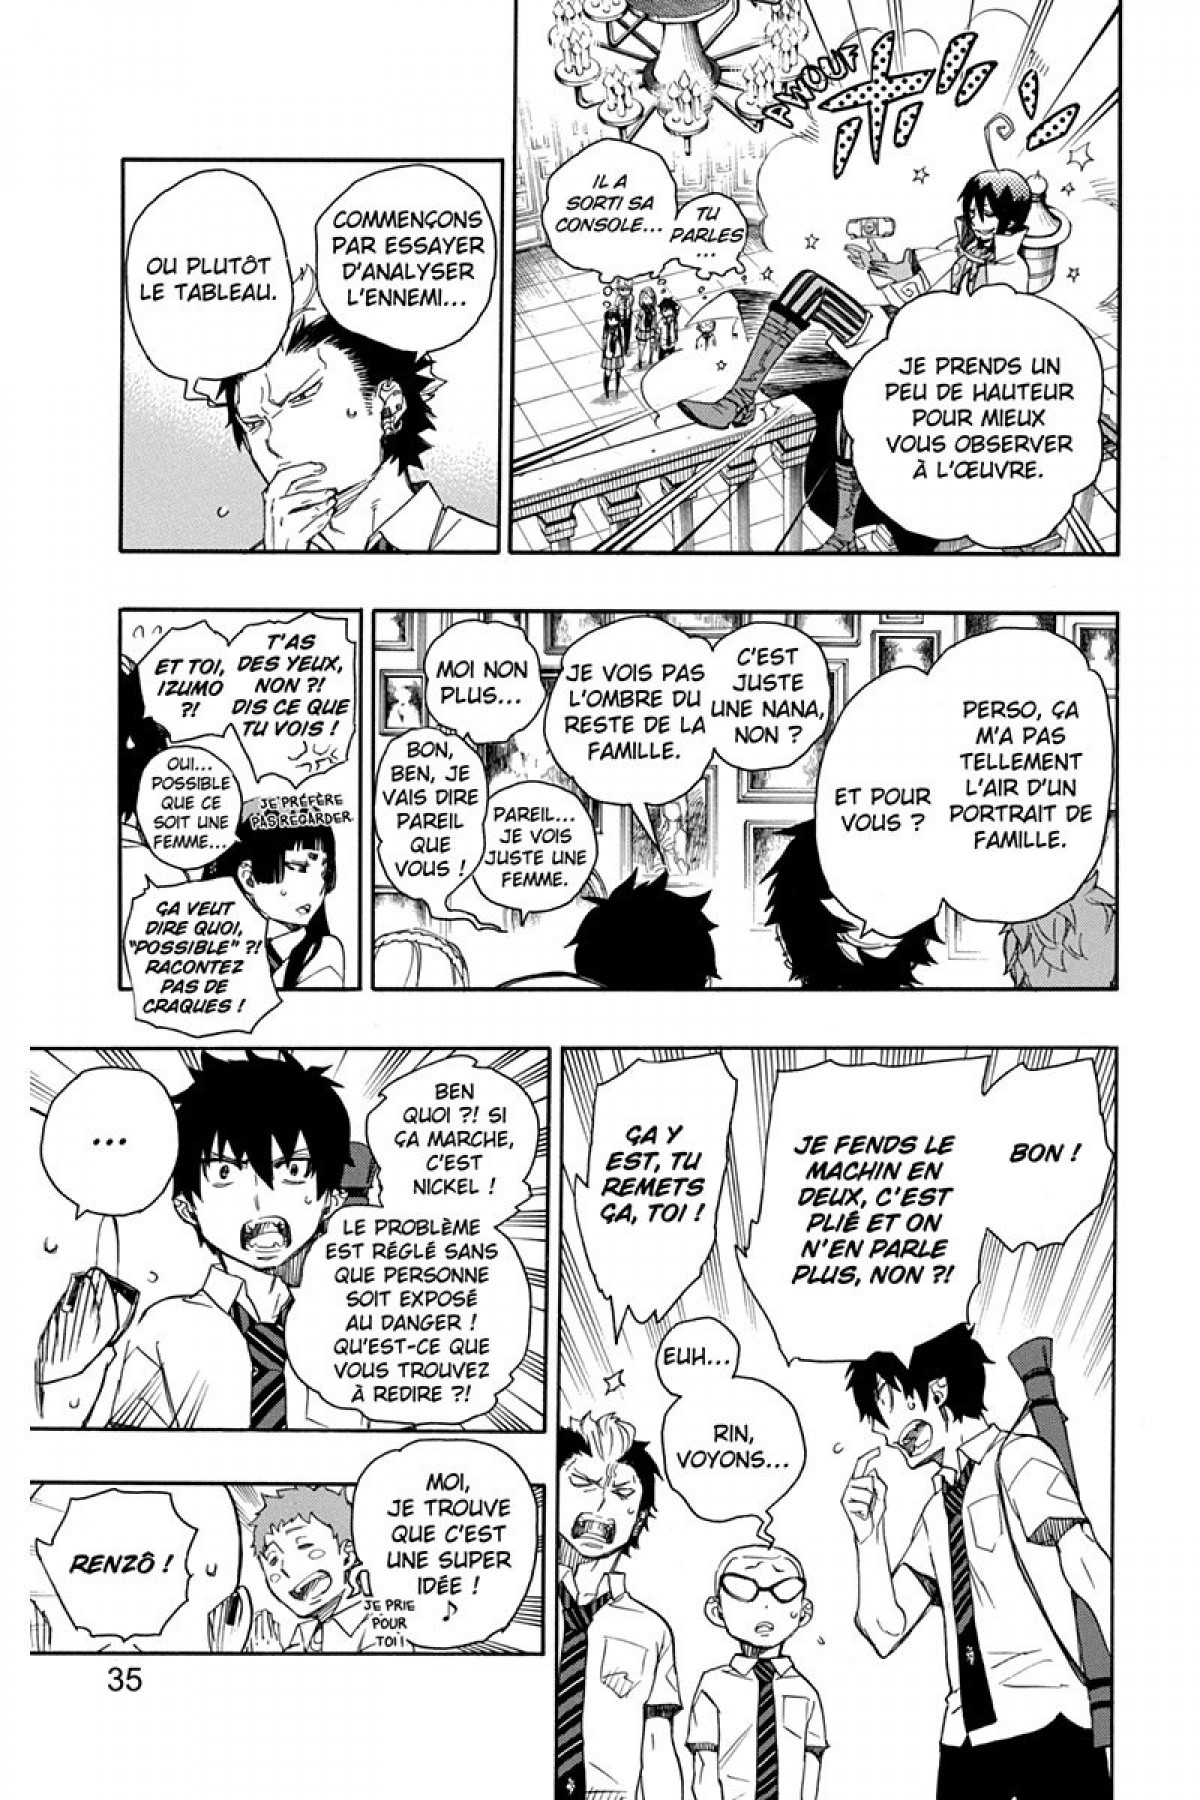 PWOUF
ボンッ
IL A
SORTI SA
CONSOLE...
TU
PARLES
...
JE PRENDS UN
PEU DE HAUTEUR
POUR MIEUX
VOUS OBSERVER
À L'ŒUVRE.
COMMENÇONS
PAR ESSAYER
D'ANALYSER
L'ENNEMI...
OU PLUTÔT
LE TABLEAU.
PERSO, ÇA
M'A PAS
TELLEMENT
L'AIR D'UN
PORTRAIT DE
FAMILLE.
ET POUR
VOUS ?
C'EST
JUSTE
UNE NANA,
NON ?
JE VOIS PAS
L'OMBRE DU
RESTE DE LA
FAMILLE.
MOI NON
PLUS...
PAREIL...
JE VOIS
JUSTE UNE
FEMME.
BON,
BEN, JE
VAIS DIRE
PAREIL
QUE
VOUS !
T'AS
DES YEUX,
NON ?!
DIS CE QUE
TU VOIS !
ET TOI,
IZUMO
?!
OUI...
POSSIBLE
QUE CE
SOIT UNE
FEMME...
JE PRÉFÈRE
PAS REGARDER.
ÇA VEUT
DIRE QUOI,
"POSSIBLE" ?!
RACONTEZ
PAS DE
CRAQUES !
BON !
JE FENDS LE
MACHIN EN
DEUX, C'EST
PLIÉ ET ON
N'EN PARLE
PLUS, NON ?!
ÇA Y
EST, TU
REMETS
ÇA, TOI !
EUH...
RIN,
VOYONS...
BEN
QUOI ?! SI
ÇA MARCHE,
C'EST
NICKEL !
LE PROBLÈME
EST RÉGLÉ SANS
QUE PERSONNE
SOIT EXPOSÉ
AU DANGER !
QU'EST-CE QUE
VOUS TROUVEZ
À REDIRE ?!
...
MOI,
JE TROUVE
QUE C'EST
UNE SUPER
IDÉE !
♪
JE PRIE
POUR
TOI !
RENZÔ !
35